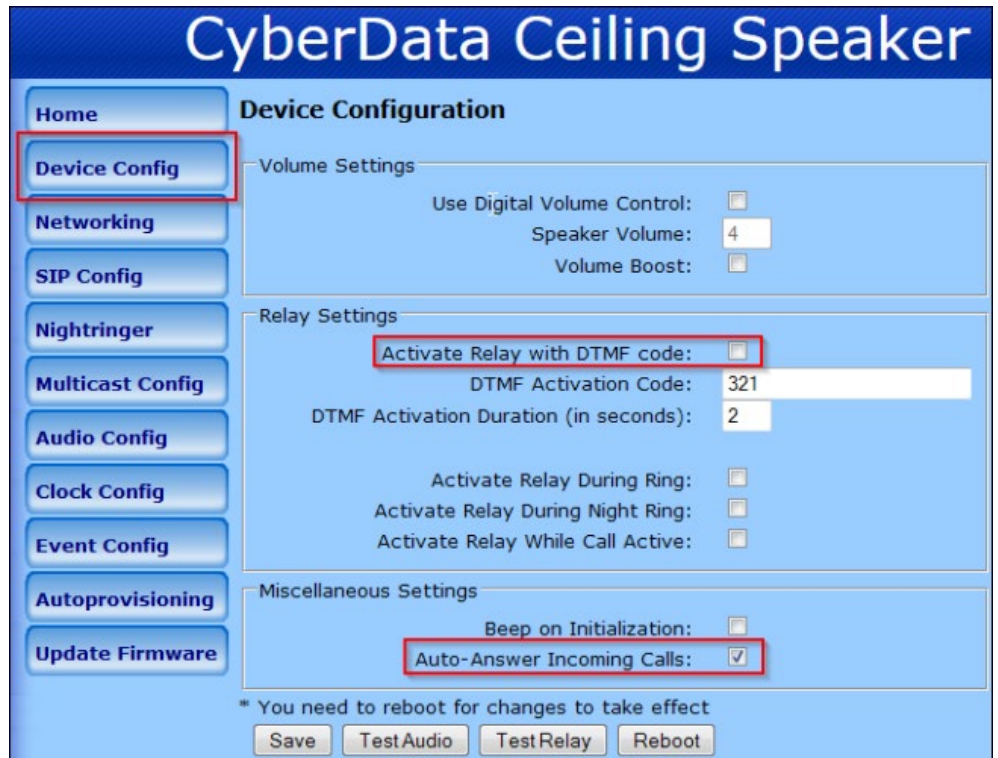 CyberData Ceiling Speaker
Home
Device Config
Networking
SIP Config
Nightringer
Multicast Config
Audio Config
Clock Config
Event Config
Autoprovisioning
Update Firmware
Device Configuration
Volume Settings
Use Digital Volume Control:
Speaker Volume: 4
Volume Boost:
Relay Settings
Activate Relay with DTMF code:
DTMF Activation Code: 321
DTMF Activation Duration (in seconds): 2
Activate Relay During Ring:
Activate Relay During Night Ring:
Activate Relay While Call Active:
Miscellaneous Settings
Beep on Initialization:
Auto-Answer Incoming Calls:
* You need to reboot for changes to take effect
Save Test Audio Test Relay Reboot